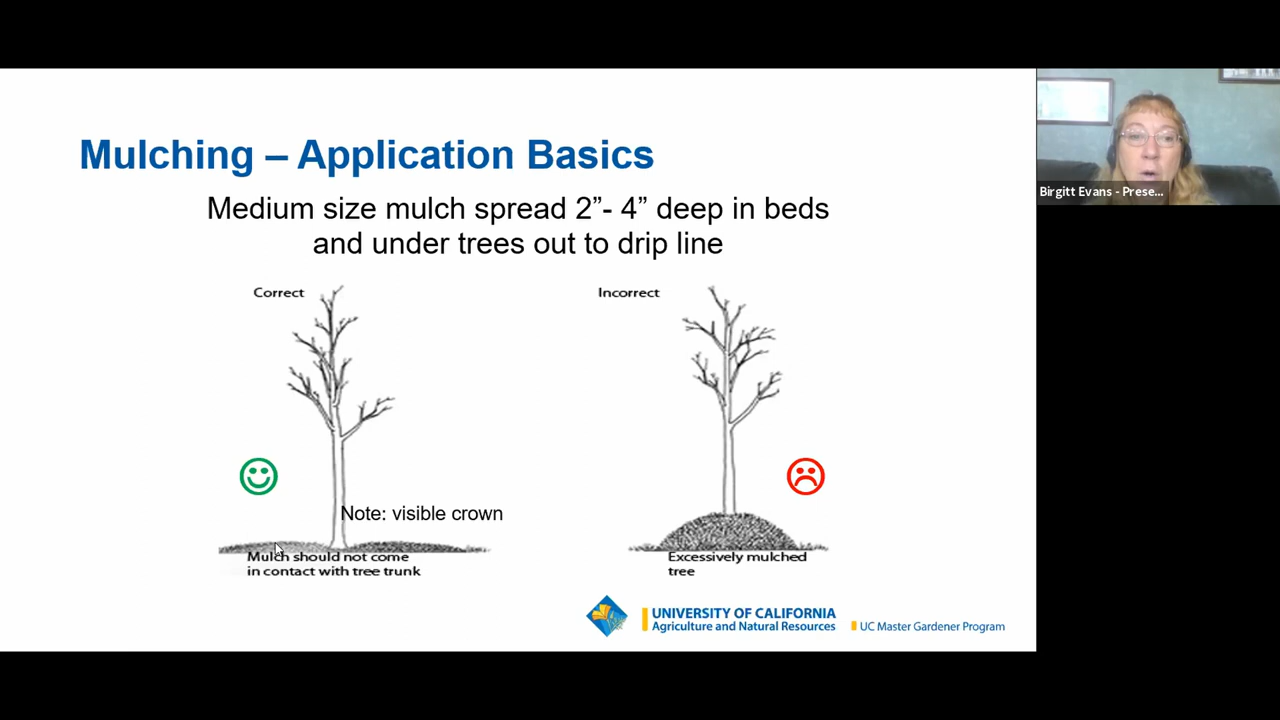 Mulching – Application Basics
Medium size mulch spread 2”- 4” deep in beds
and under trees out to drip line
Correct
Note: visible crown
Mulch should not come
in contact with tree trunk
Incorrect
Excessively mulched
tree
UNIVERSITY OF CALIFORNIA
Agriculture and Natural Resources
UC Master Gardener Program
Birgitt Evans - Prese...